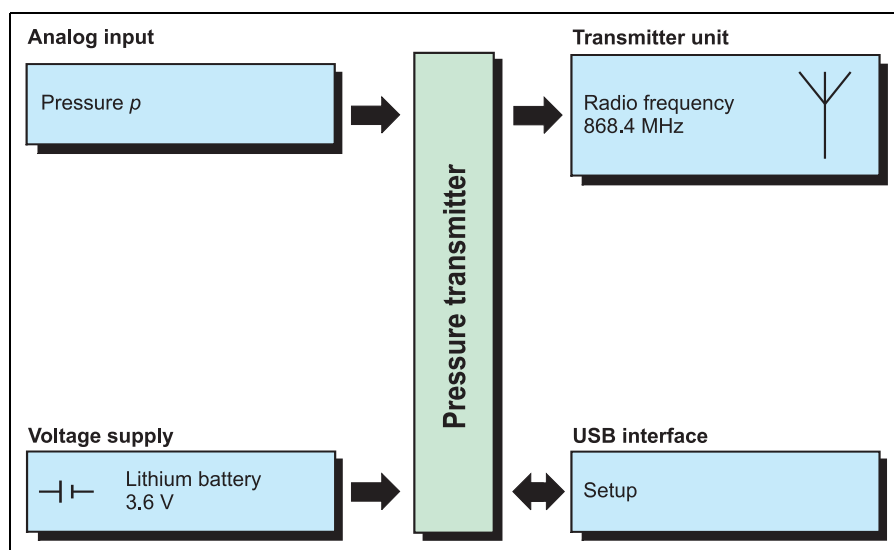 Analog input
Pressure p
Transmitter unit
Radio frequency
868.4 MHz
Pressure transmitter
Voltage supply
Lithium battery
3.6 V
USB interface
Setup